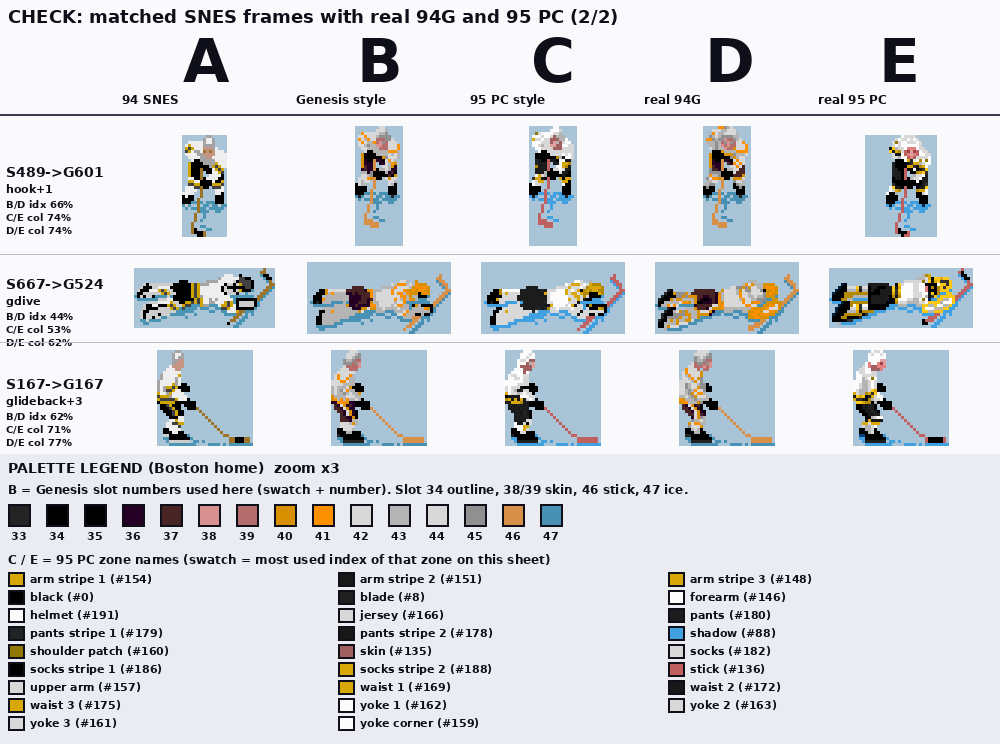 CHECK: matched SNES frames with real 94G and 95 PC (2/2)
A B C D E
94 SNES Genesis style 95 PC style real 94G real 95 PC
S489->G601
hook+1
B/D idx 66%
C/E col 74%
D/E col 74%
S667->G524
gdive
B/D idx 44%
C/E col 53%
D/E col 62%
S167->G167
glideback+3
B/D idx 62%
C/E col 71%
D/E col 77%
PALETTE LEGEND (Boston home) zoom x3
B = Genesis slot numbers used here (swatch + number). Slot 34 outline, 38/39 skin, 46 stick, 47 ice.
33 34 35 36 37 38 39 40 41 42 43 44 45 46 47
C / E = 95 PC zone names (swatch = most used index of that zone on this sheet)
arm stripe 1 (#154) arm stripe 2 (#151) arm stripe 3 (#148)
black (#0) blade (#8) forearm (#146)
helmet (#191) jersey (#166) pants (#180)
pants stripe 1 (#179) pants stripe 2 (#178) shadow (#88)
shoulder patch (#160) skin (#135) socks (#182)
socks stripe 1 (#186) socks stripe 2 (#188) stick (#136)
upper arm (#157) waist 1 (#169) waist 2 (#172)
waist 3 (#175) yoke 1 (#162) yoke 2 (#163)
yoke 3 (#161) yoke corner (#159)